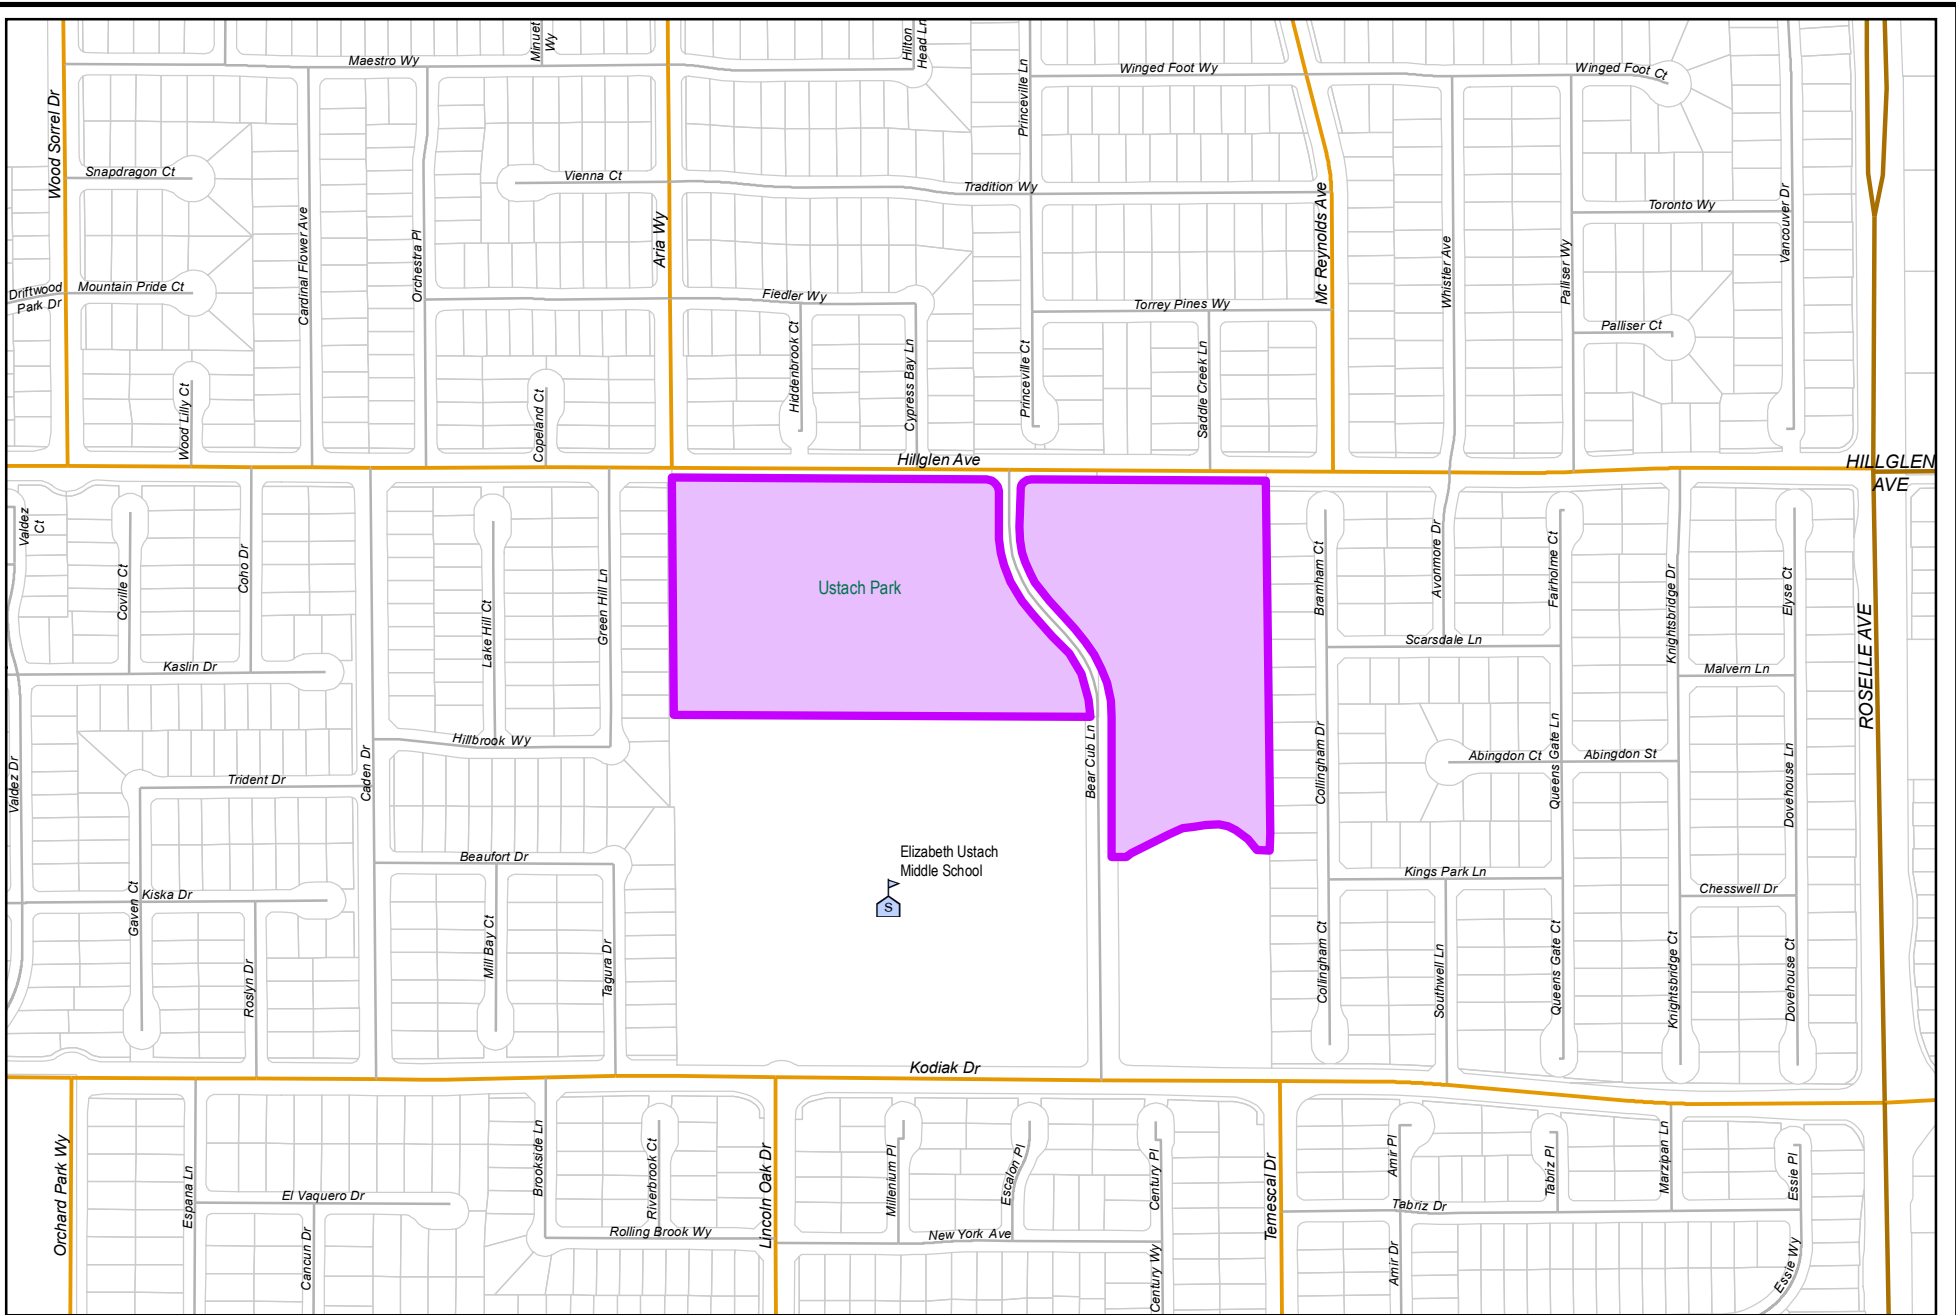 Maestro Wy
Minuet
Wy
Hilton
Head Ln
Princeville Ln
Winged Foot Wy
Winged Foot Ct
Wood Sorrel Dr
Snapdragon Ct
Vienna Ct
Tradition Wy
Mc Reynolds Ave
Toronto Wy
Vancouver Dr
Cardinal Flower Ave
Orchestra Pl
Aria Wy
Whistler Ave
Palliser Wy
Driftwood
Park Dr
Mountain Pride Ct
Fiedler Wy
Torrey Pines Wy
Palliser Ct
Wood Lilly Ct
Copeland Ct
Hiddenbrook Ct
Cypress Bay Ln
Princeville Ct
Saddle Creek Ln
Hillglen Ave
HILLGLEN
AVE
Valdez
Ct
Coville Ct
Coho Dr
Lake Hill Ct
Green Hill Ln
Ustach Park
Bramham Ct
Avonmore Dr
Fairholme Ct
Knightsbridge Dr
Elyse Ct
ROSELLE AVE
Kaslin Dr
Scarsdale Ln
Malvern Ln
Valdez Dr
Trident Dr
Caden Dr
Hillbrook Wy
Bear Cub Ln
Collingham Dr
Abingdon Ct
Queens Gate Ln
Abingdon St
Dovehouse Ln
Beaufort Dr
Elizabeth Ustach
Middle School
S
Kings Park Ln
Chesswell Dr
Gaven Ct
Kiska Dr
Roslyn Dr
Mill Bay Ct
Tagura Dr
Collingham Ct
Southwell Ln
Queens Gate Ct
Knightsbridge Ct
Dovehouse Ct
Kodiak Dr
Orchard Park Wy
Espana Ln
El Vaquero Dr
Cancun Dr
Brookside Ln
Riverbrook Ct
Rolling Brook Wy
Lincoln Oak Dr
Millenium Pl
Escalon Pl
New York Ave
Century Pl
Century Wy
Temescal Dr
Amir Pl
Tabriz Dr
Amir Dr
Tabriz Pl
Marzipan Ln
Essie Pl
Essie Wy